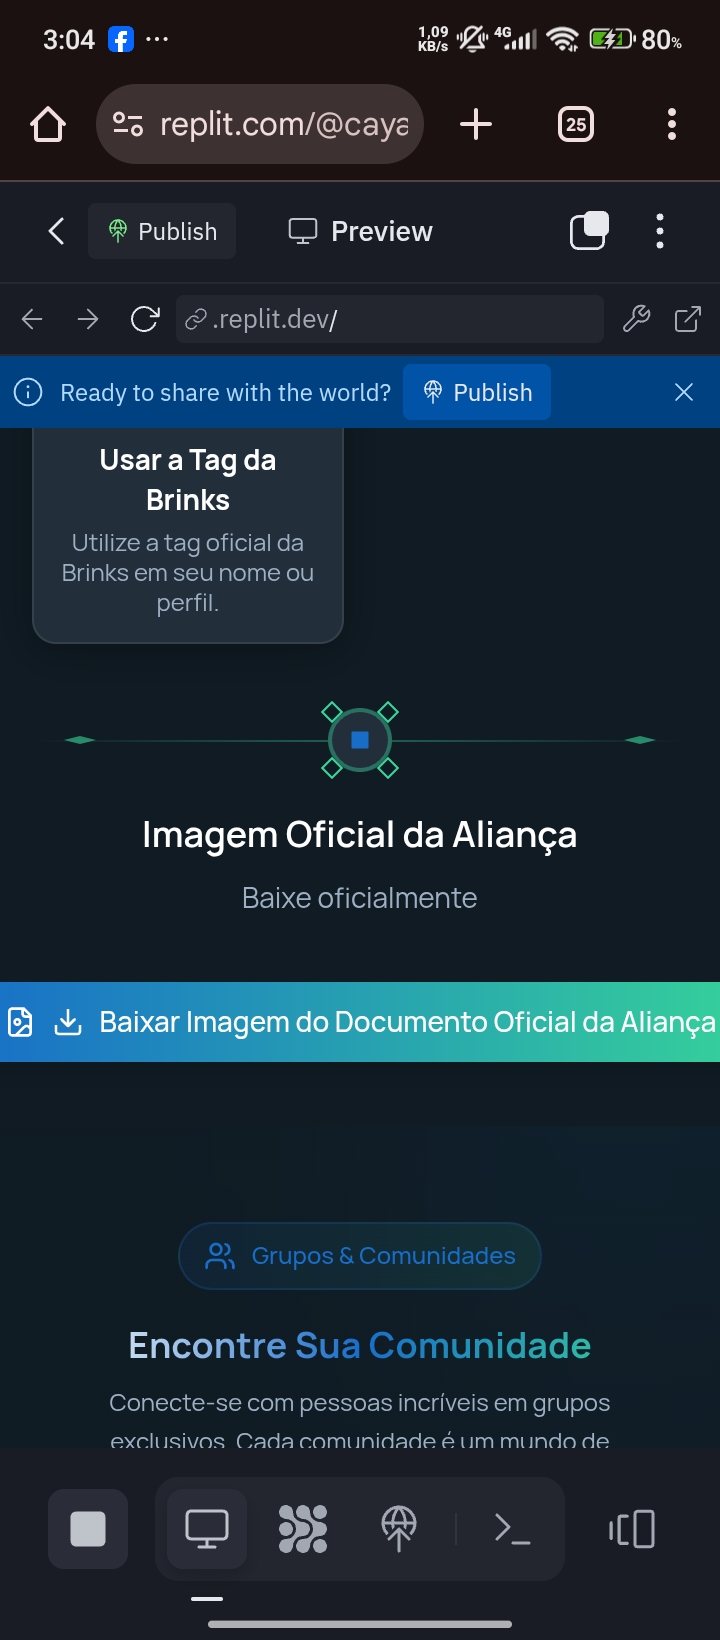 3:04
1,09
KB/s
4G
80%
replit.com/@caya
25
Publish
Preview
.replit.dev/
Ready to share with the world?
Publish
Usar a Tag da
Brinks
Utilize a tag oficial da
Brinks em seu nome ou
perfil.
Imagem Oficial da Aliança
Baixe oficialmente
Baixar Imagem do Documento Oficial da Aliança
Grupos & Comunidades
Encontre Sua Comunidade
Conecte-se com pessoas incríveis em grupos
exclusivos. Cada comunidade é um mundo de